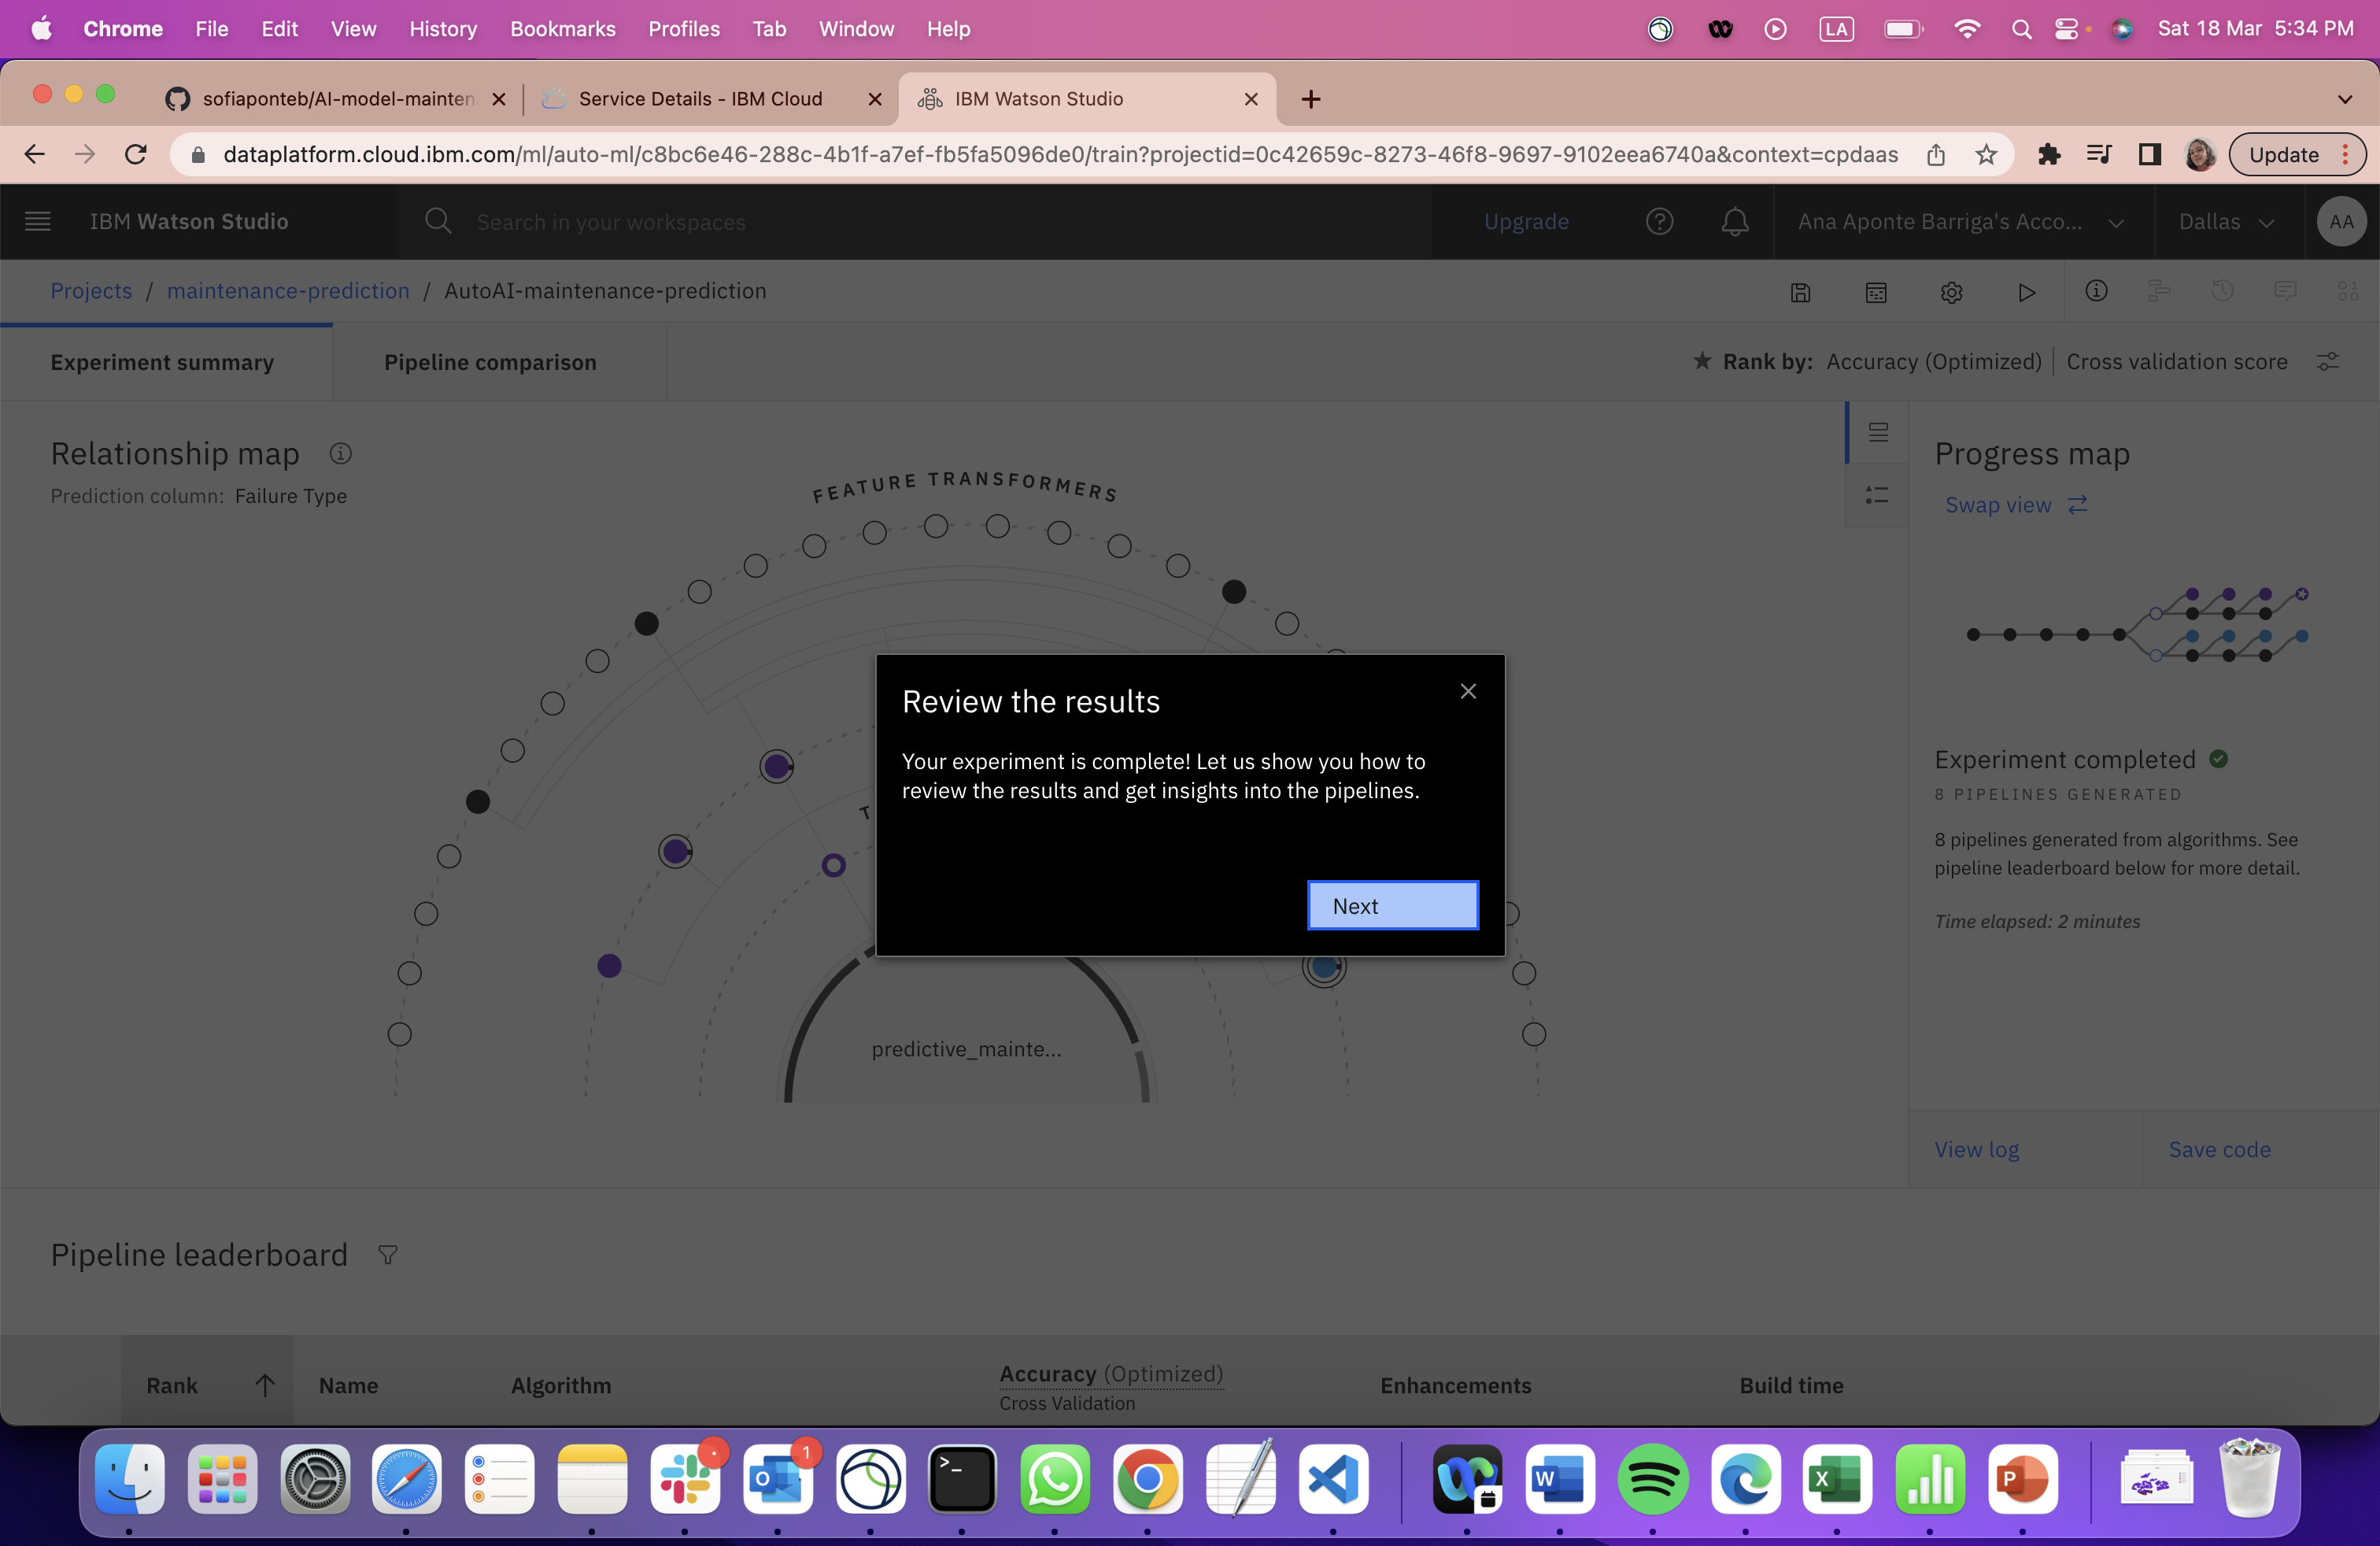 Chrome File Edit View History Bookmarks Profiles Tab Window Help LA Sat 18 Mar 5:34 PM
sofiaponteb/AI-model-mainten Service Details - IBM Cloud IBM Watson Studio
dataplatform.cloud.ibm.com/ml/auto-ml/c8bc6e46-288c-4b1f-a7ef-fb5fa5096de0/train?projectid=0c42659c-8273-46f8-9697-9102eea6740a&context=cpdaas Update
IBM Watson Studio Search in your workspaces Upgrade Ana Aponte Barriga's Acco... Dallas AA
Projects / maintenance-prediction / AutoAI-maintenance-prediction
Experiment summary Pipeline comparison Rank by: Accuracy (Optimized) Cross validation score
Relationship map
Prediction column: Failure Type
FEATURE TRANSFORMERS
Progress map
Swap view
Review the results
Your experiment is complete! Let us show you how to
review the results and get insights into the pipelines.
Next
Experiment completed
8 PIPELINES GENERATED
8 pipelines generated from algorithms. See
pipeline leaderboard below for more detail.
Time elapsed: 2 minutes
predictive_mainte...
View log Save code
Pipeline leaderboard
Rank Name Algorithm Accuracy (Optimized) Enhancements Build time
Cross Validation
1